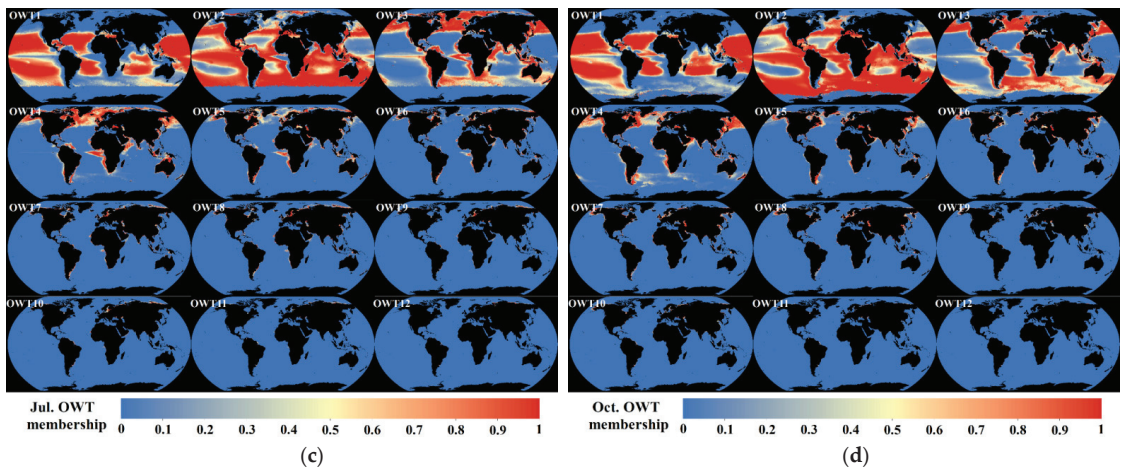 OWT1 OWT2 OWT3
OWT4 OWT5 OWT6
OWT7 OWT8 OWT9
OWT10 OWT11 OWT12
Jul. OWT
membership
0 0.1 0.2 0.3 0.4 0.5 0.6 0.7 0.8 0.9 1
(c)
OWT1 OWT2 OWT3
OWT4 OWT5 OWT6
OWT7 OWT8 OWT9
OWT10 OWT11 OWT12
Oct. OWT
membership
0 0.1 0.2 0.3 0.4 0.5 0.6 0.7 0.8 0.9 1
(d)